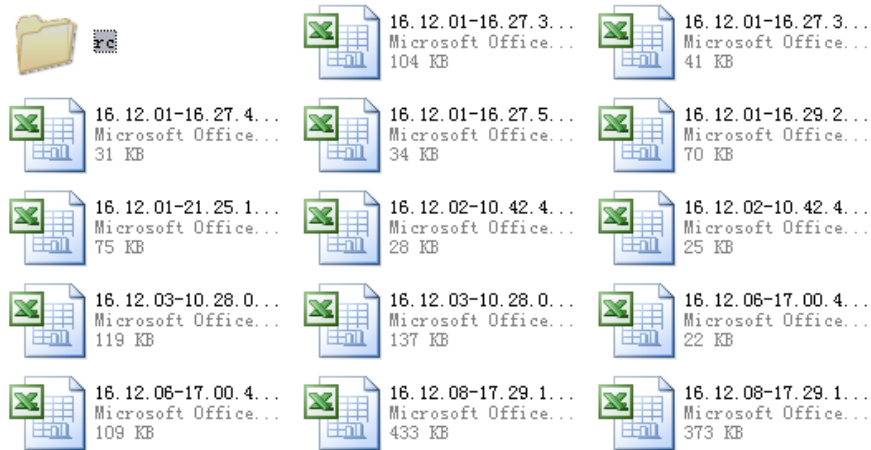 rc
16.12.01-16.27.3...
Microsoft Office...
104 KB
16.12.01-16.27.3...
Microsoft Office...
41 KB
16.12.01-16.27.4...
Microsoft Office...
31 KB
16.12.01-16.27.5...
Microsoft Office...
34 KB
16.12.01-16.29.2...
Microsoft Office...
70 KB
16.12.01-21.25.1...
Microsoft Office...
75 KB
16.12.02-10.42.4...
Microsoft Office...
28 KB
16.12.02-10.42.4...
Microsoft Office...
25 KB
16.12.03-10.28.0...
Microsoft Office...
119 KB
16.12.03-10.28.0...
Microsoft Office...
137 KB
16.12.06-17.00.4...
Microsoft Office...
22 KB
16.12.06-17.00.4...
Microsoft Office...
109 KB
16.12.08-17.29.1...
Microsoft Office...
433 KB
16.12.08-17.29.1...
Microsoft Office...
373 KB